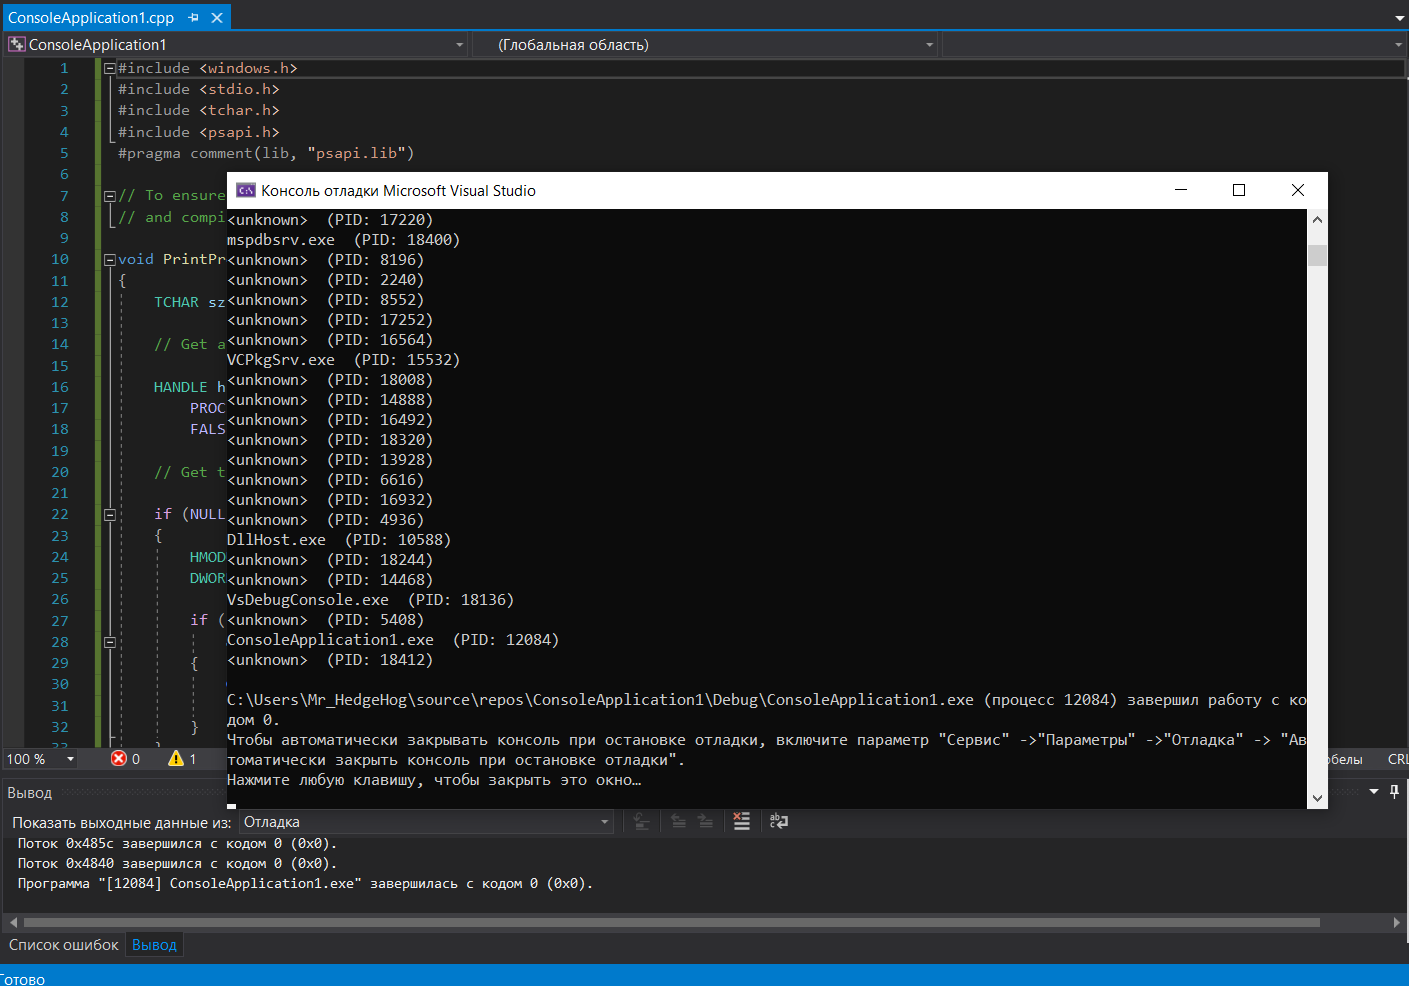 ConsoleApplication1.cpp
ConsoleApplication1 (Глобальная область)
1 #include <windows.h>
2 #include <stdio.h>
3 #include <tchar.h>
4 #include <psapi.h>
5 #pragma comment(lib, "psapi.lib")
6
7 // To ensure
8 // and compi
9
10 void PrintPr
11 {
12 TCHAR sz
13
14 // Get a
15
16 HANDLE h
17 PROC
18 FALS
19
20 // Get t
21
22 if (NULL
23 {
24 HMOD
25 DWOR
26
27 if (
28
29 {
30
31
32 }
33 }
Консоль отладки Microsoft Visual Studio
<unknown> (PID: 17220)
mspdbsrv.exe (PID: 18400)
<unknown> (PID: 8196)
<unknown> (PID: 2240)
<unknown> (PID: 8552)
<unknown> (PID: 17252)
<unknown> (PID: 16564)
VCPkgSrv.exe (PID: 15532)
<unknown> (PID: 18008)
<unknown> (PID: 14888)
<unknown> (PID: 16492)
<unknown> (PID: 18320)
<unknown> (PID: 13928)
<unknown> (PID: 6616)
<unknown> (PID: 16932)
<unknown> (PID: 4936)
DllHost.exe (PID: 10588)
<unknown> (PID: 18244)
<unknown> (PID: 14468)
VsDebugConsole.exe (PID: 18136)
<unknown> (PID: 5408)
ConsoleApplication1.exe (PID: 12084)
<unknown> (PID: 18412)
C:\Users\Mr_HedgeHog\source\repos\ConsoleApplication1\Debug\ConsoleApplication1.exe (процесс 12084) завершил работу с ко
дом 0.
Чтобы автоматически закрывать консоль при остановке отладки, включите параметр "Сервис" ->"Параметры" ->"Отладка" -> "Ав
томатически закрыть консоль при остановке отладки".
Нажмите любую клавишу, чтобы закрыть это окно…
100 % 0 1 обелы CRL
Вывод
Показать выходные данные из: Отладка
Поток 0x485c завершился с кодом 0 (0x0).
Поток 0x4840 завершился с кодом 0 (0x0).
Программа "[12084] ConsoleApplication1.exe" завершилась с кодом 0 (0x0).
Список ошибок Вывод
Готово